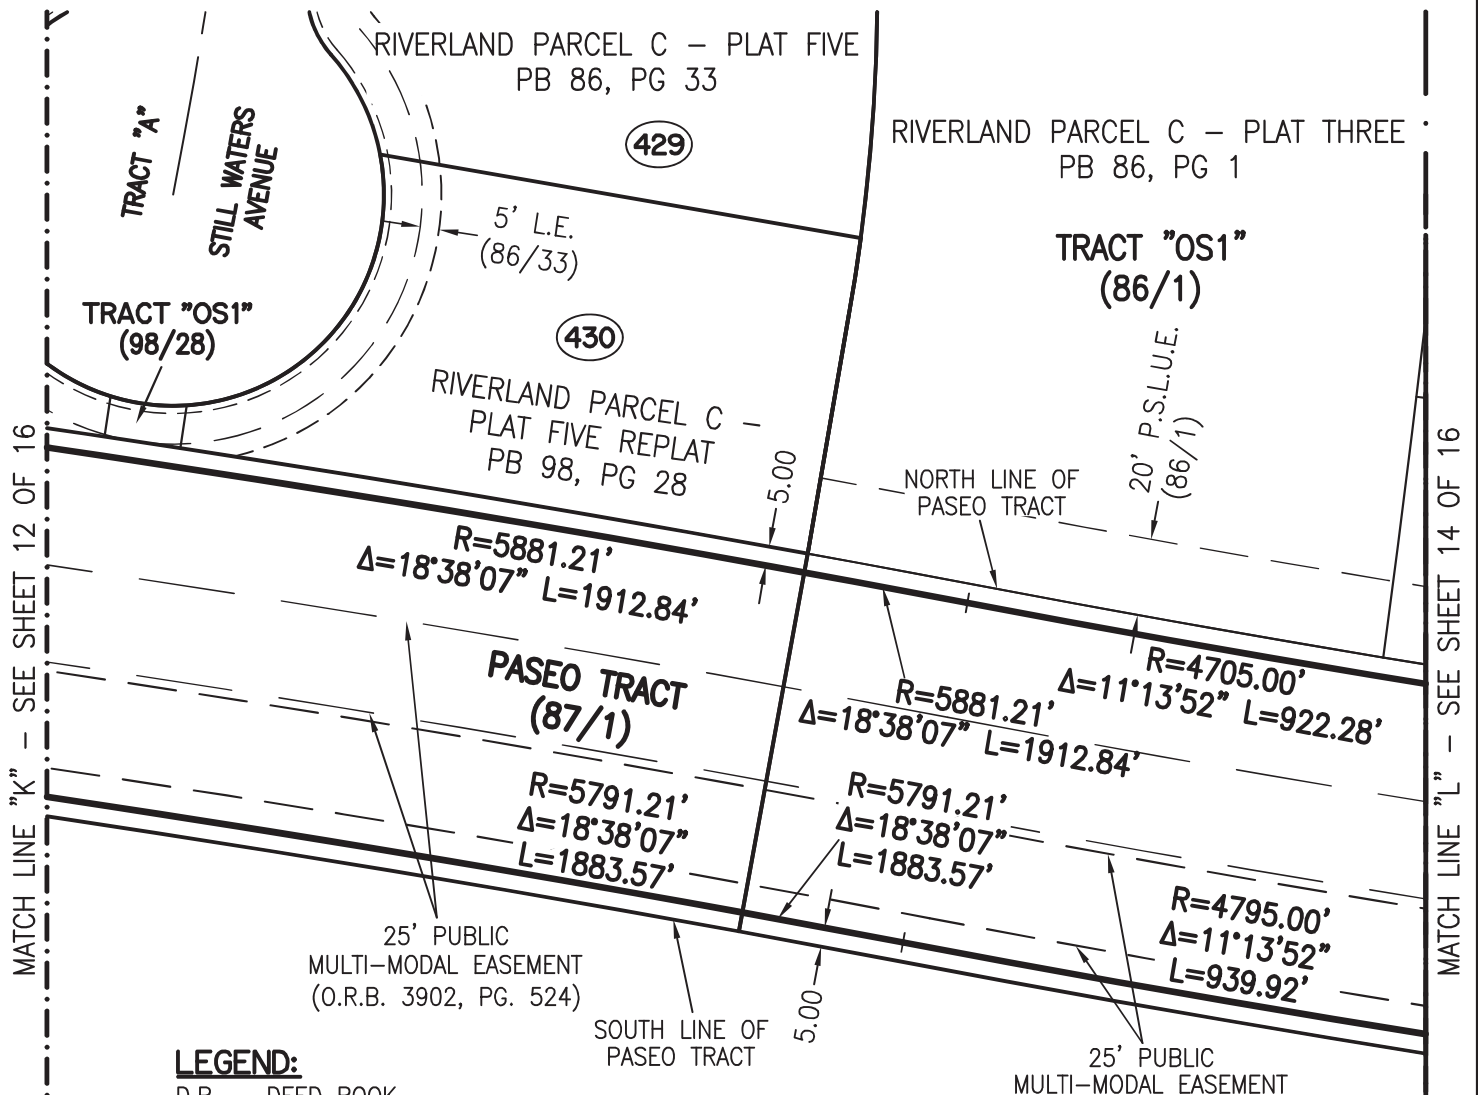 RIVERLAND PARCEL C – PLAT FIVE
PB 86, PG 33
429
RIVERLAND PARCEL C – PLAT THREE
PB 86, PG 1
TRACT "OS1"
(86/1)
TRACT "A"
STILL WATERS
AVENUE
5' L.E.
(86/33)
TRACT "OS1"
(98/28)
430
RIVERLAND PARCEL C –
PLAT FIVE REPLAT
PB 98, PG 28
5.00
20' P.S.L.U.E.
(86/1)
NORTH LINE OF
PASEO TRACT
MATCH LINE "K" – SEE SHEET 12 OF 16
MATCH LINE "L" – SEE SHEET 14 OF 16
R=5881.21'
Δ=18°38'07" L=1912.84'
PASEO TRACT
(87/1)
R=4705.00'
Δ=11°13'52" L=922.28'
R=5881.21'
Δ=18°38'07" L=1912.84'
R=5791.21'
Δ=18°38'07"
L=1883.57'
R=5791.21'
Δ=18°38'07"
L=1883.57'
R=4795.00'
Δ=11°13'52"
L=939.92'
25' PUBLIC
MULTI–MODAL EASEMENT
(O.R.B. 3902, PG. 524)
SOUTH LINE OF
PASEO TRACT
5.00
25' PUBLIC
MULTI–MODAL EASEMENT
LEGEND:
D.B. DEED BOOK